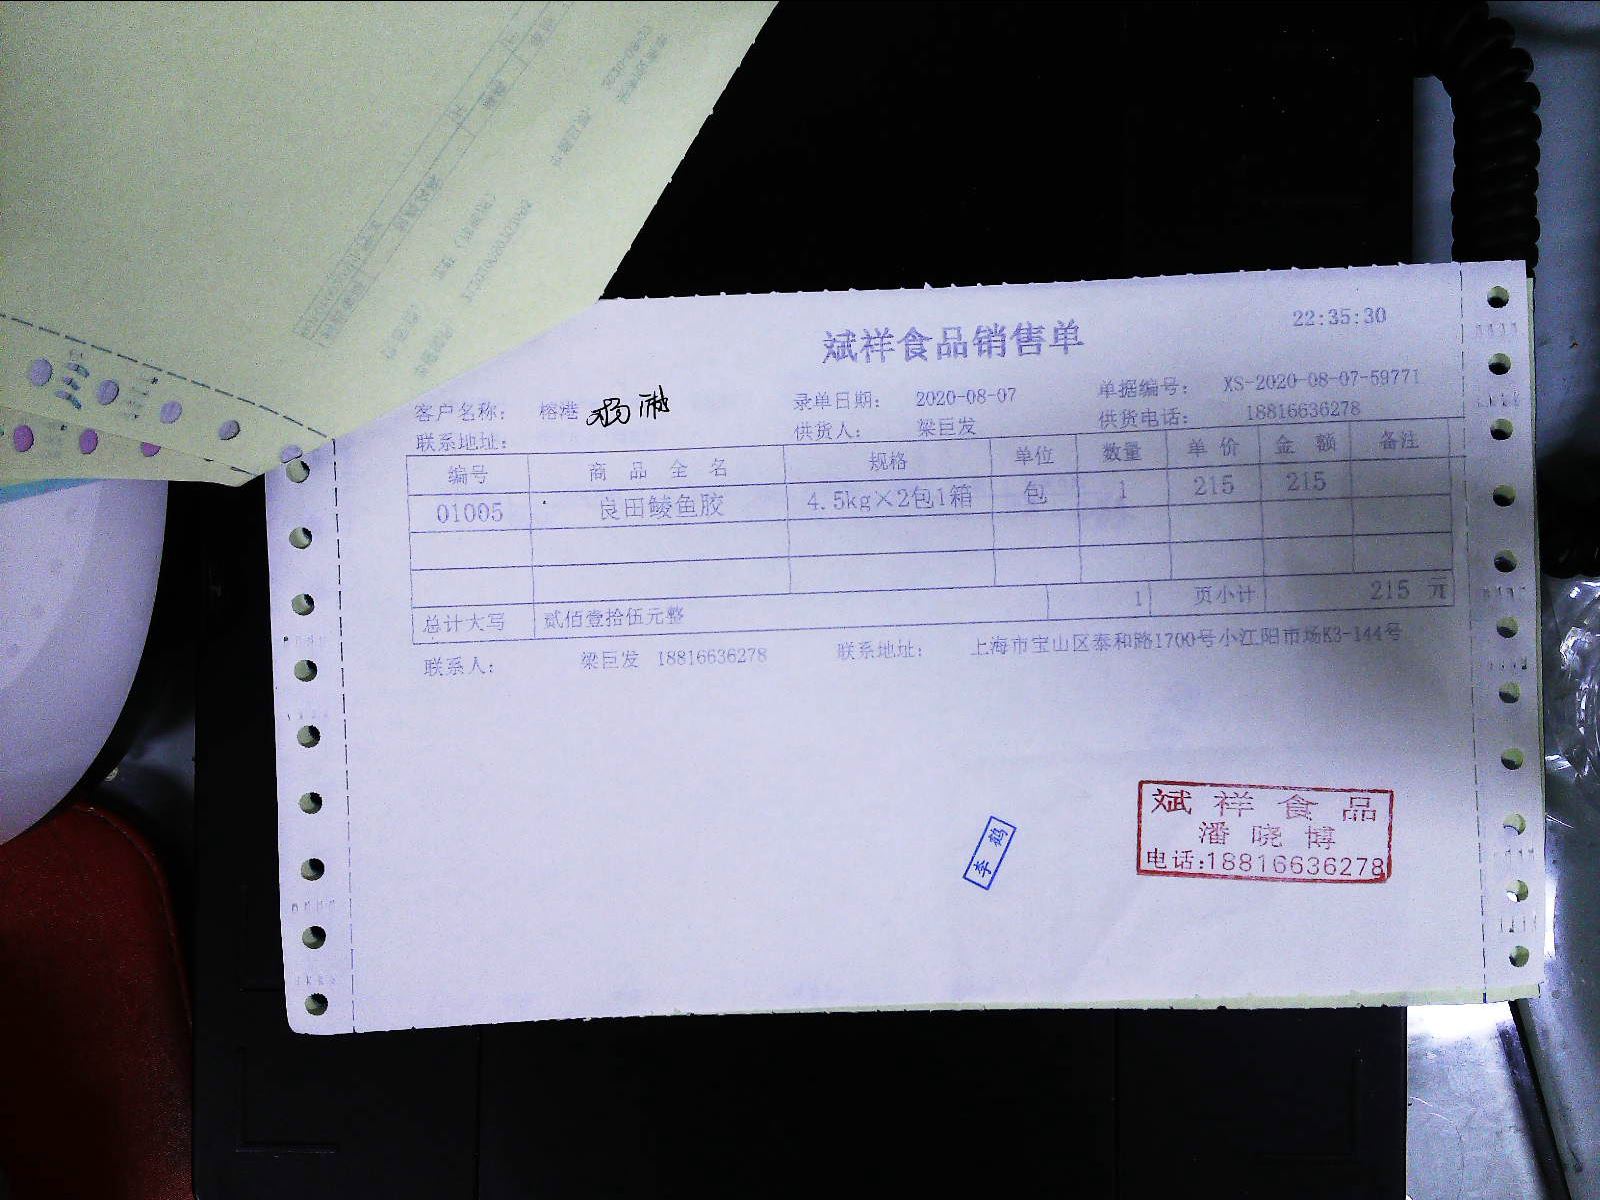 22:35:30
斌祥食品销售单
客户名称： 榕港 录单日期： 2020-08-07 单据编号： XS-2020-08-07-59771
联系地址： 供货人： 梁巨发 供货电话： 18816636278
编号 商品全名 规格 单位 数量 单价 金额 备注
01005 良田鲮鱼胶 4.5kg×2包1箱 包 1 215 215
总计大写 贰佰壹拾伍元整 1 页小计 215 元
联系人： 梁巨发 18816636278 联系地址： 上海市宝山区泰和路1700号小江阳市场K3-144号
斌祥食品
潘晓博
电话:18816636278
李鹤